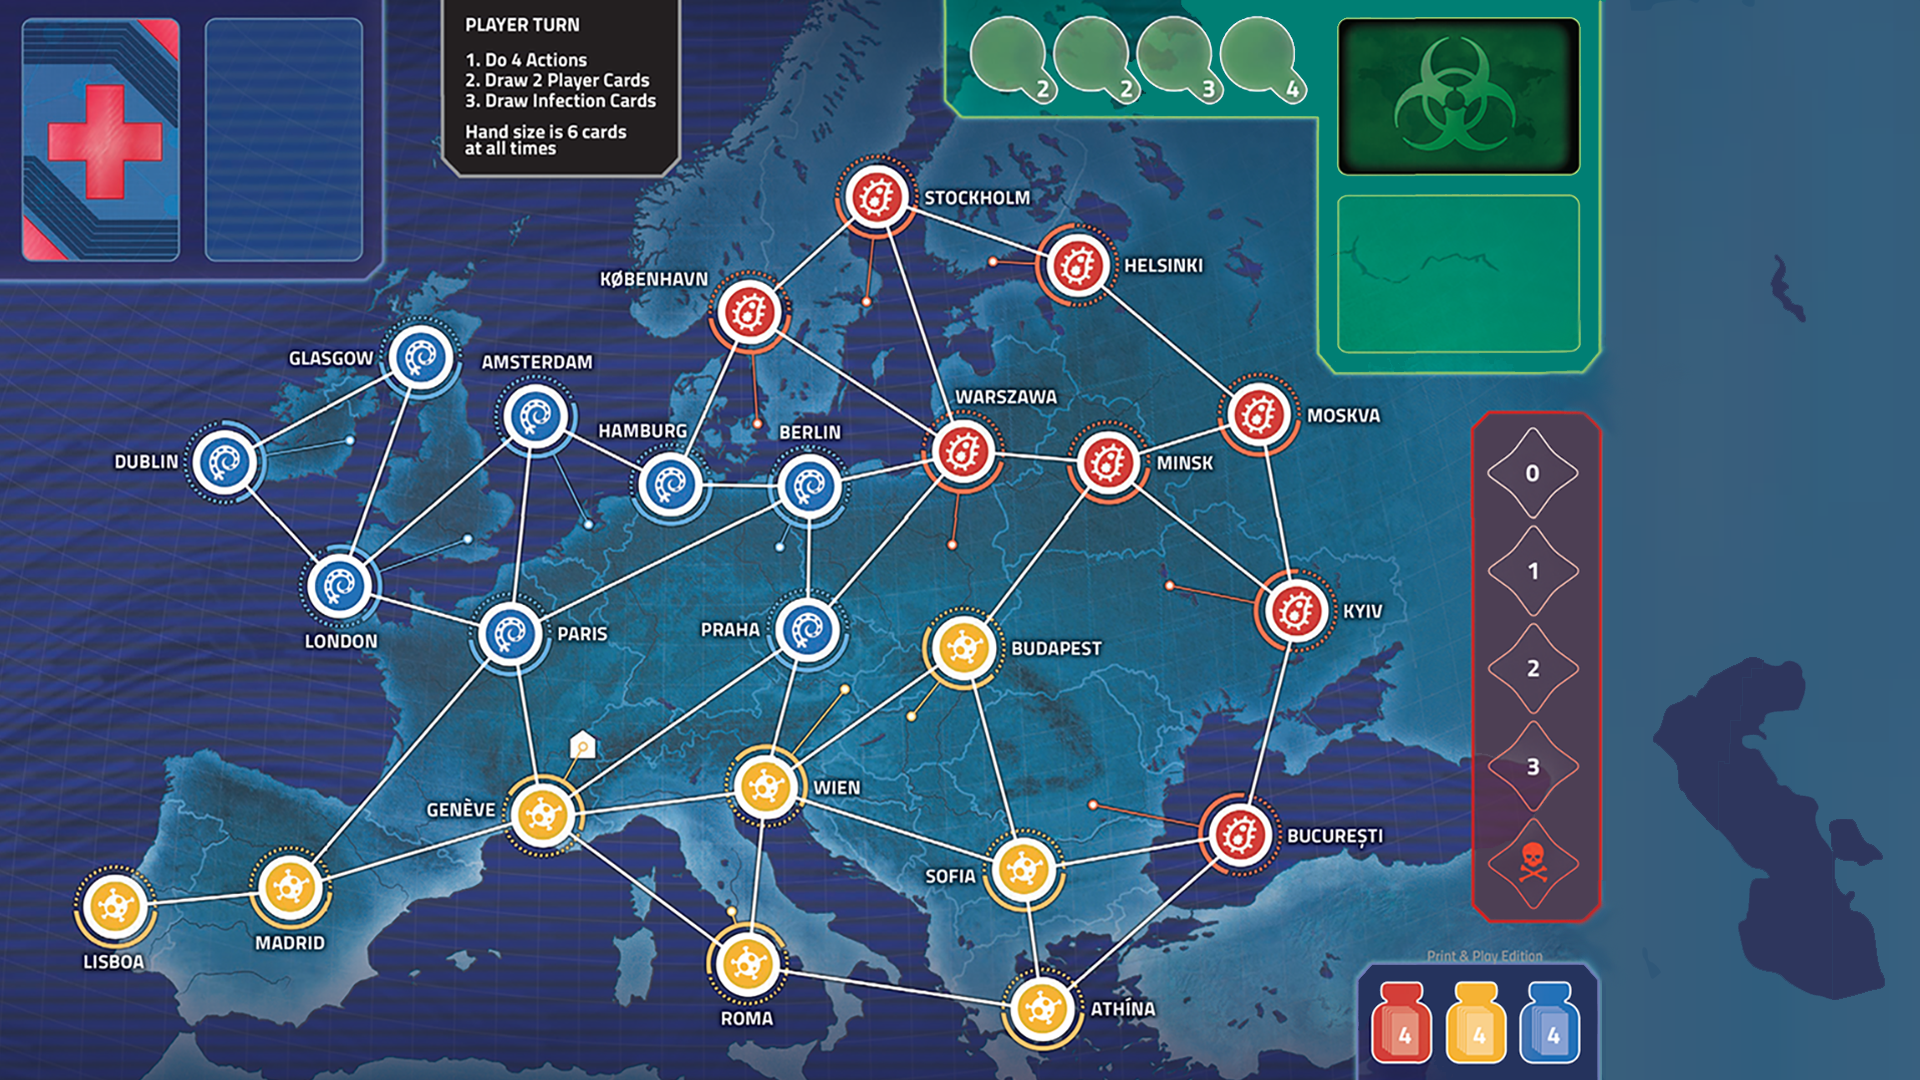 PLAYER TURN
1. Do 4 Actions
2. Draw 2 Player Cards
3. Draw Infection Cards
Hand size is 6 cards
at all times
2
2
3
4
STOCKHOLM
HELSINKI
KØBENHAVN
GLASGOW
AMSTERDAM
WARSZAWA
MOSKVA
HAMBURG
BERLIN
DUBLIN
MINSK
0
1
KYIV
PRAHA
PARIS
LONDON
BUDAPEST
2
3
WIEN
GENÈVE
BUCUREȘTI
SOFIA
MADRID
LISBOA
Print & Play Edition
ATHÍNA
ROMA
4
4
4